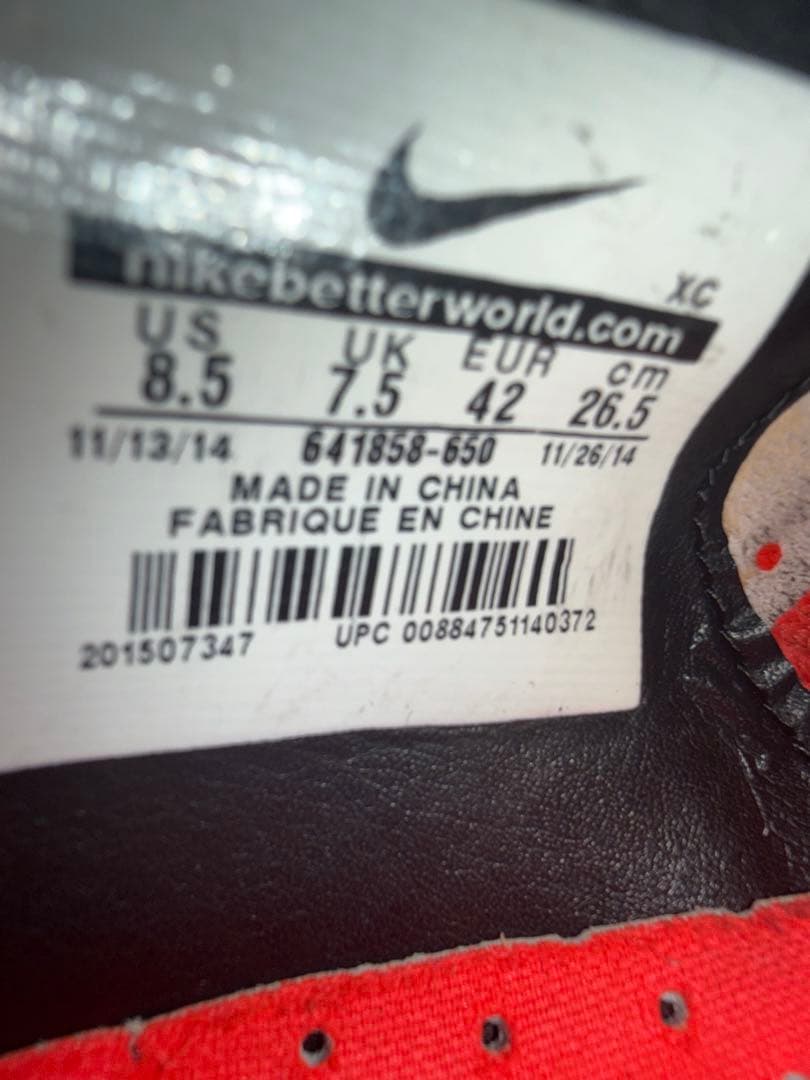 XC
nikebetterworld.com
US UK EUR cm
8.5 7.5 42 26.5
11/13/14 641858-650 11/26/14
MADE IN CHINA
FABRIQUE EN CHINE
201507347 UPC 00884751140372